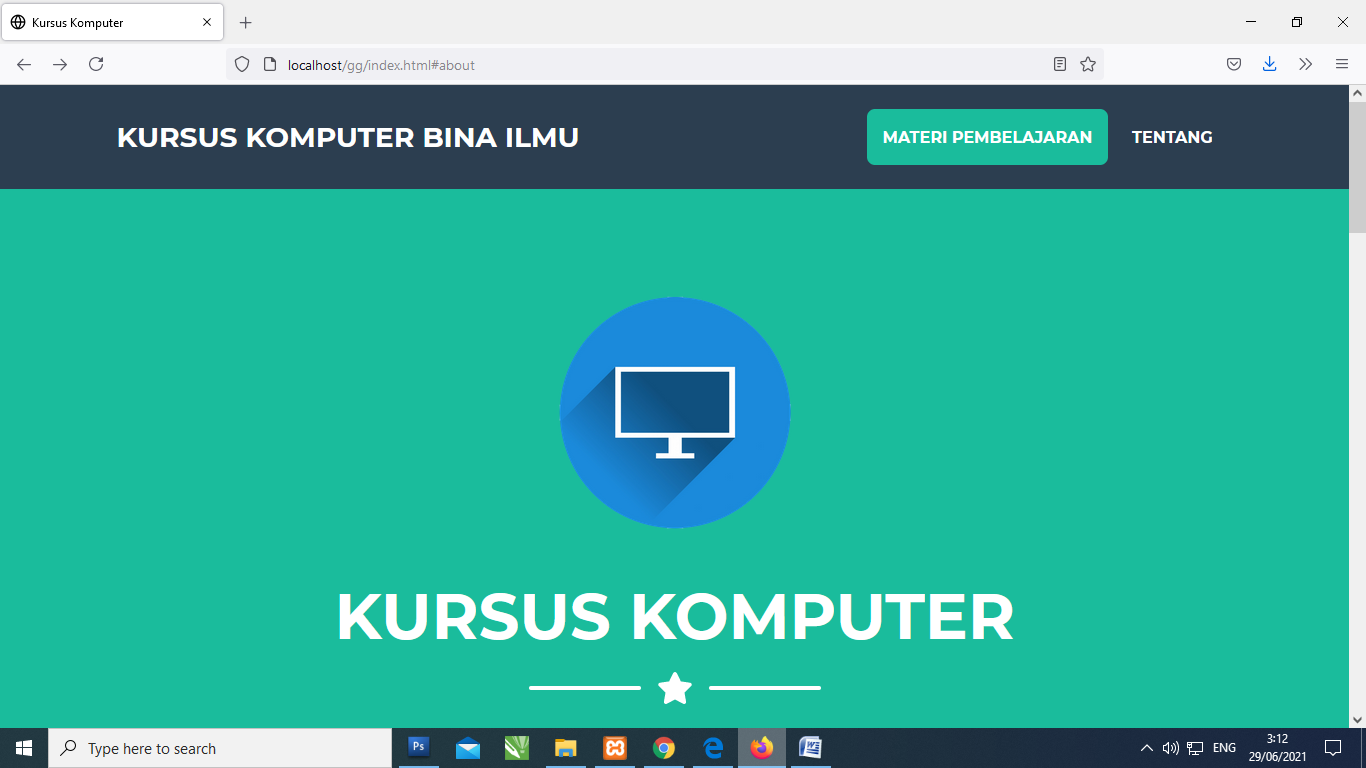 Kursus Komputer
localhost/gg/index.html#about
KURSUS KOMPUTER BINA ILMU
MATERI PEMBELAJARAN
TENTANG
KURSUS KOMPUTER
Type here to search
Ps
ENG
3:12
29/06/2021